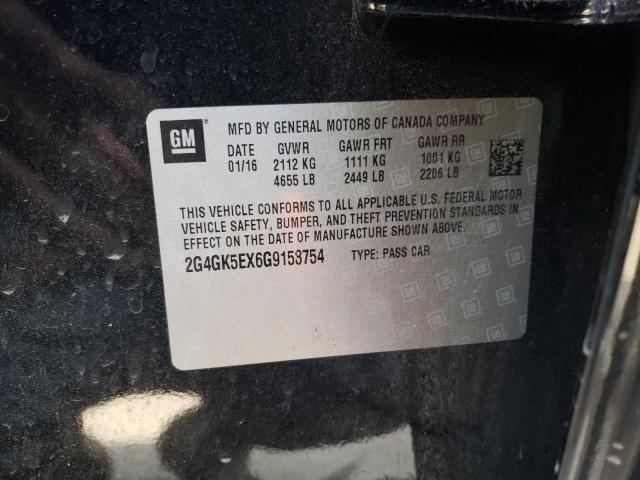 GM
MFD BY GENERAL MOTORS OF CANADA COMPANY
DATE GVWR GAWR FRT GAWR RR
01/16 2112 KG 1111 KG 1001 KG
4655 LB 2449 LB 2206 LB
THIS VEHICLE CONFORMS TO ALL APPLICABLE U.S. FEDERAL MOTOR
VEHICLE SAFETY, BUMPER, AND THEFT PREVENTION STANDARDS IN
EFFECT ON THE DATE OF MANUFACTURE SHOWN ABOVE.
2G4GK5EX6G9153754 TYPE: PASS CAR